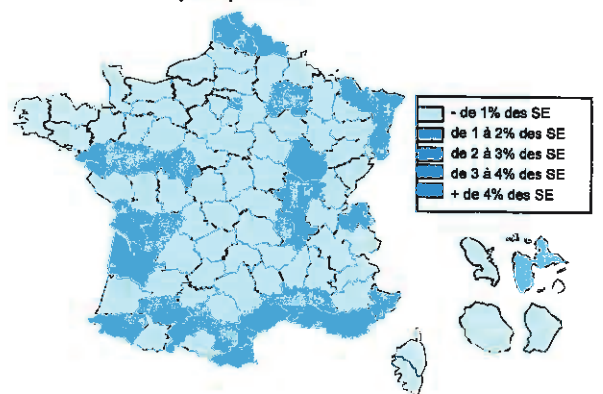 - de 1% des SE
de 1 à 2% des SE
de 2 à 3% des SE
de 3 à 4% des SE
+ de 4% des SE